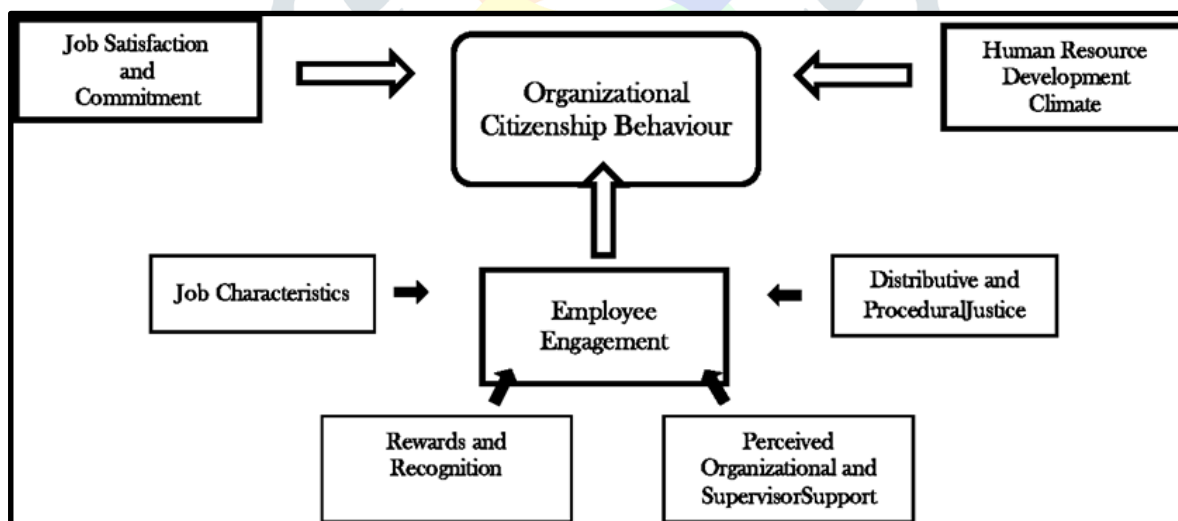 Job Satisfaction
and
Commitment
Organizational
Citizenship Behaviour
Human Resource
Development
Climate
Job Characteristics
Employee
Engagement
Distributive and
ProceduralJustice
Rewards and
Recognition
Perceived
Organizational and
SupervisorSupport